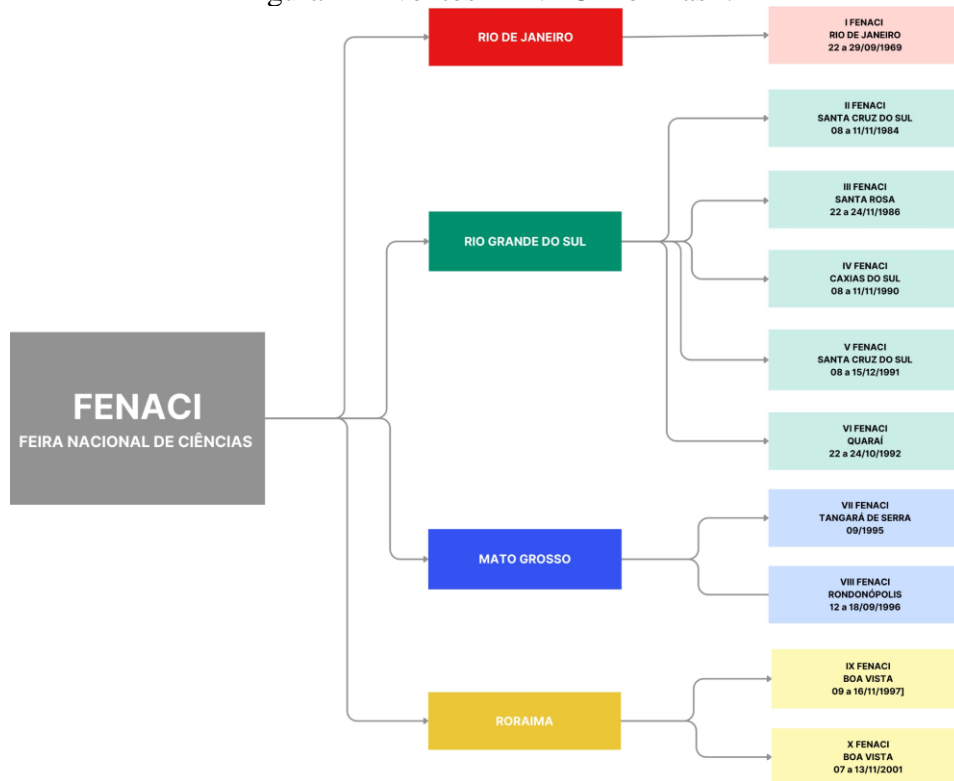 RIO DE JANEIRO
I FENACI
RIO DE JANEIRO
22 a 29/09/1969
II FENACI
SANTA CRUZ DO SUL
08 a 11/11/1984
III FENACI
SANTA ROSA
22 a 24/11/1986
RIO GRANDE DO SUL
IV FENACI
CAXIAS DO SUL
08 a 11/11/1990
V FENACI
SANTA CRUZ DO SUL
08 a 15/12/1991
FENACI
FEIRA NACIONAL DE CIÊNCIAS
VI FENACI
QUARAÍ
22 a 24/10/1992
VII FENACI
TANGARÁ DE SERRA
09/1995
MATO GROSSO
VIII FENACI
RONDONÓPOLIS
12 a 18/09/1996
IX FENACI
BOA VISTA
09 a 16/11/1997]
RORAIMA
X FENACI
BOA VISTA
07 a 13/11/2001